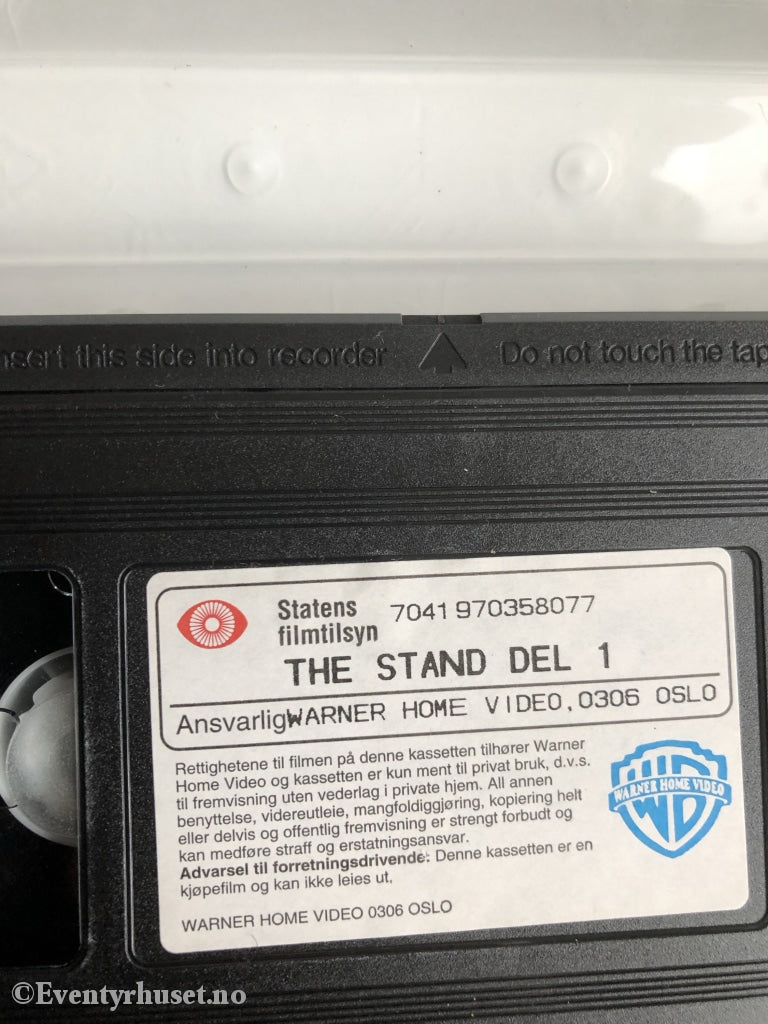 nsert this side into recorder
Do not touch the tap
Statens
filmtilsyn
7041 970358077
THE STAND DEL 1
Ansvarlig WARNER HOME VIDEO, 0306 OSLO
Rettighetene til filmen på denne kassetten tilhører Warner
Home Video og kassetten er kun ment til privat bruk, d.v.s.
til fremvisning uten vederlag i private hjem. All annen
benyttelse, videreutleie, mangfoldiggjøring, kopiering helt
eller delvis og offentlig fremvisning er strengt forbudt og
kan medføre straff og erstatningsansvar.
Advarsel til forretningsdrivende: Denne kassetten er en
kjøpefilm og kan ikke leies ut.
WARNER HOME VIDEO 0306 OSLO
WARNER HOME VIDEO
WB
©Eventyrhuset.no